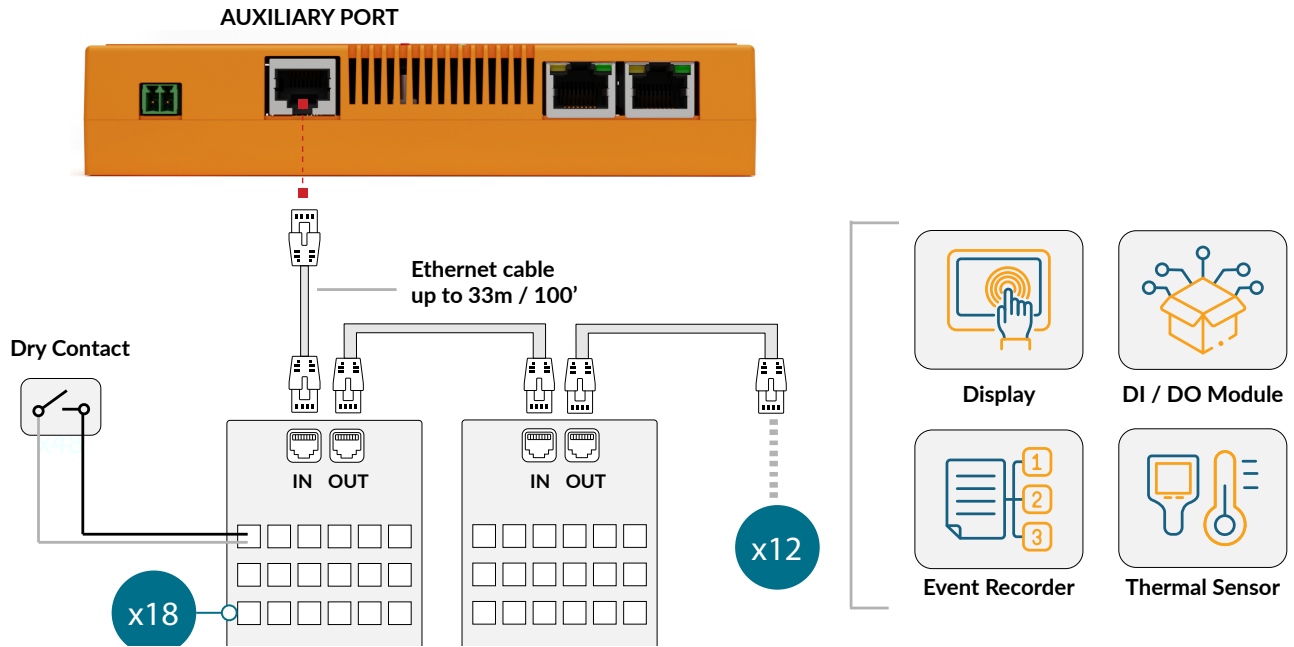 AUXILIARY PORT
Ethernet cable
up to 33m / 100’
Dry Contact
IN OUT
IN OUT
x18
x12
Display
DI / DO Module
1
2
3
Event Recorder
Thermal Sensor